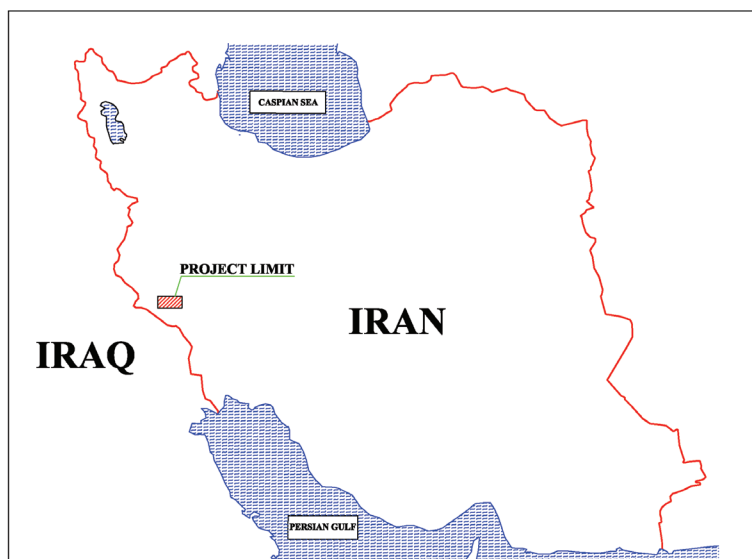 CASPIAN SEA
PROJECT LIMIT
IRAN
IRAQ
PERSIAN GULF